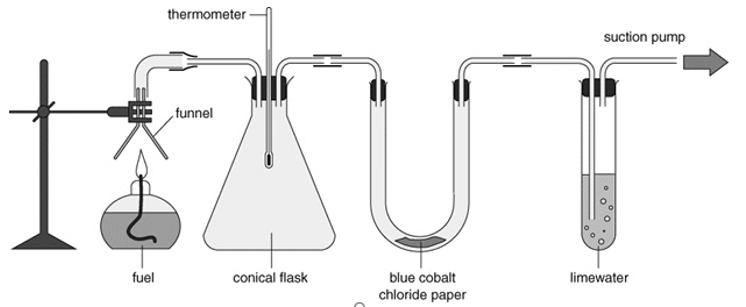 thermometer
suction pump
funnel
fuel
conical flask
blue cobalt
chloride paper
limewater